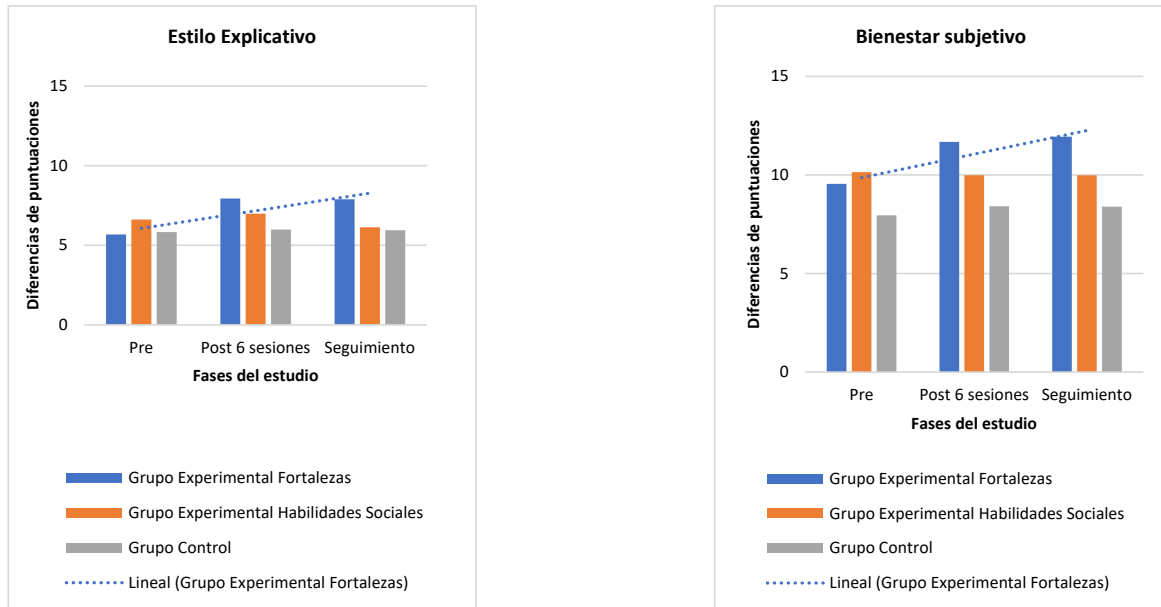 Estilo Explicativo
15
10
5
0
Diferencias de puntuaciones
Pre
Post 6 sesiones
Seguimiento
Fases del estudio
Grupo Experimental Fortalezas
Grupo Experimental Habilidades Sociales
Grupo Control
Lineal (Grupo Experimental Fortalezas)
Bienestar subjetivo
15
10
5
0
Diferencias de puntuaciones
Pre
Post 6 sesiones
Seguimiento
Fases del estudio
Grupo Experimental Fortalezas
Grupo Experimental Habilidades Sociales
Grupo Control
Lineal (Grupo Experimental Fortalezas)